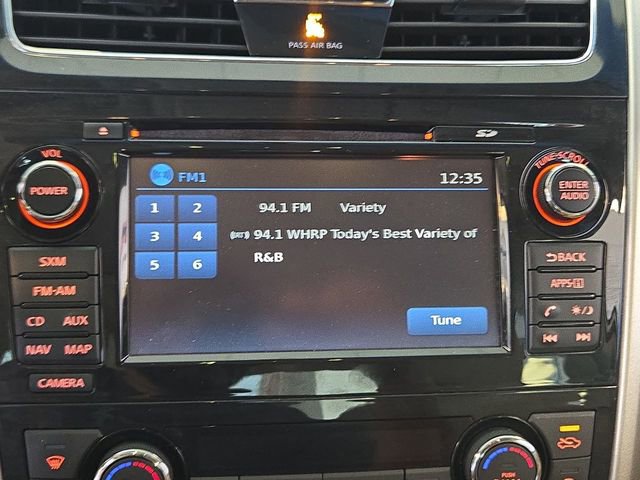 PASS AIR BAG
SD
VOL
POWER
TUNE·SCROLL
ENTER
AUDIO
FM1
12:35
1 2
3 4
5 6
94.1 FM Variety
94.1 WHRP Today's Best Variety of
R&B
Tune
SXM
FM-AM
CD AUX
NAV MAP
CAMERA
BACK
APPS i
PUSH